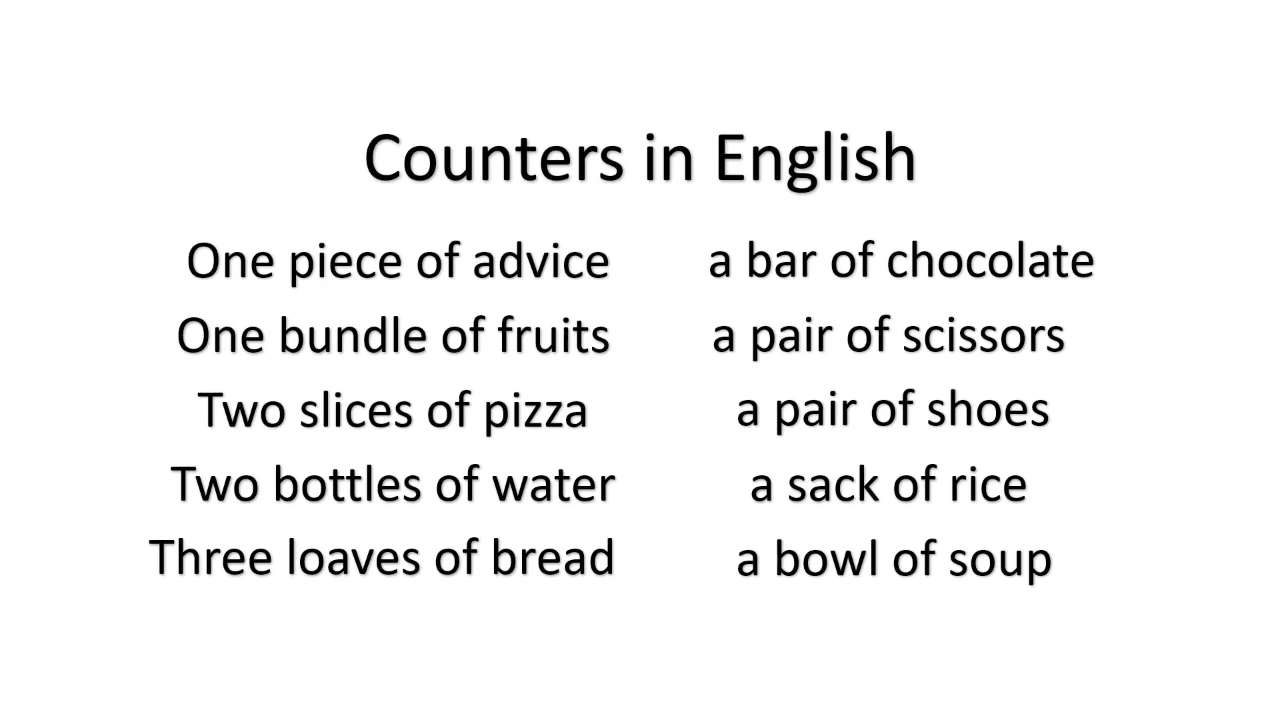 Counters in English
One piece of advice
One bundle of fruits
Two slices of pizza
Two bottles of water
Three loaves of bread
a bar of chocolate
a pair of scissors
a pair of shoes
a sack of rice
a bowl of soup